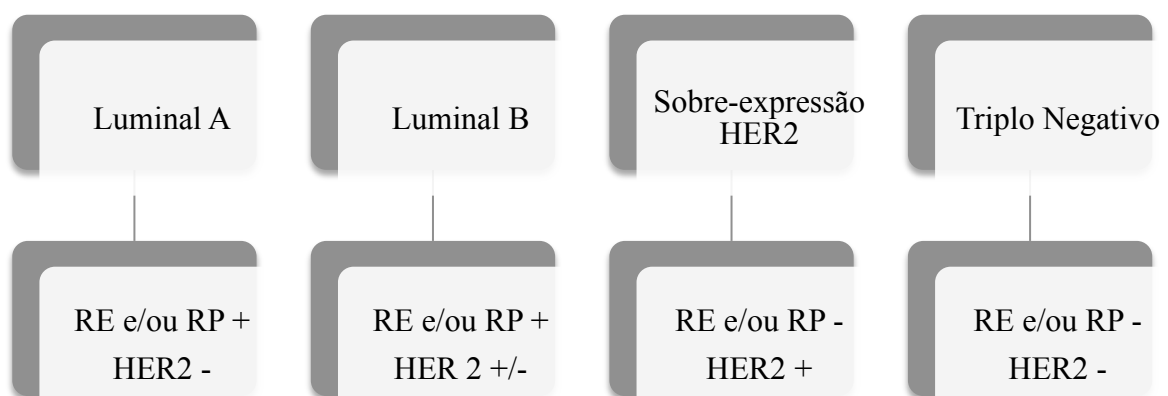 Luminal A
Luminal B
Sobre-expressão
HER2
Triplo Negativo
RE e/ou RP +
HER2 -
RE e/ou RP +
HER 2 +/-
RE e/ou RP -
HER2 +
RE e/ou RP -
HER2 -